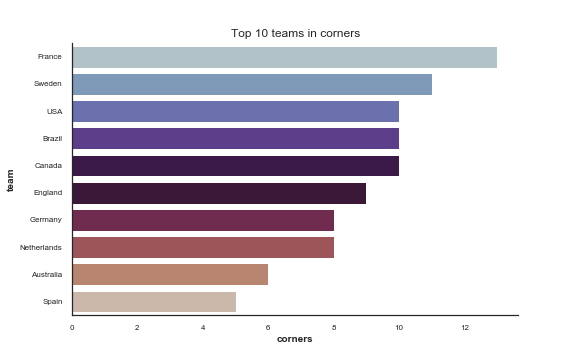 Top 10 teams in corners
France
Sweden
USA
Brazil
Canada
England
Germany
Netherlands
Australia
Spain
team
0 2 4 6 8 10 12
corners